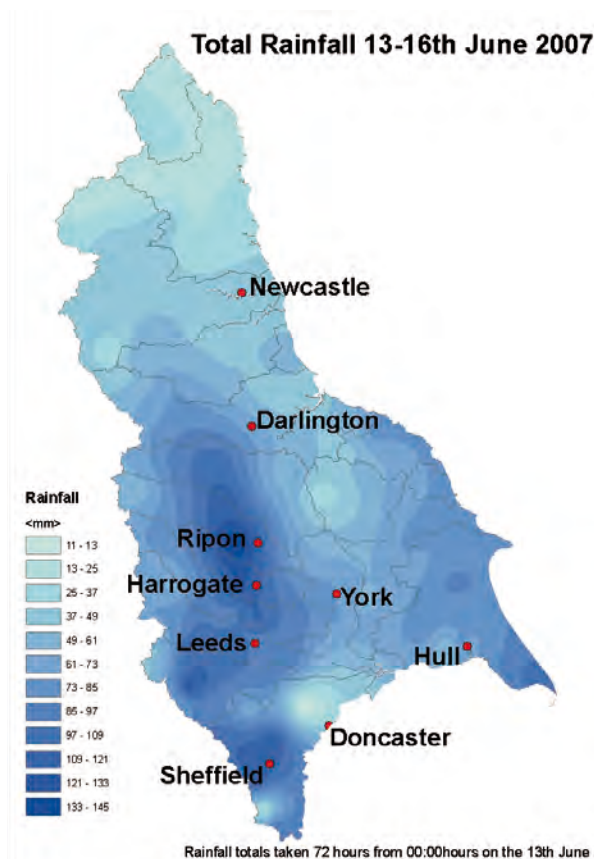 Total Rainfall 13-16th June 2007
Newcastle
Darlington
Rainfall
<mm>
11 - 13
13 - 25
25 - 37
37 - 49
49 - 61
61 - 73
73 - 85
85 - 97
97 - 109
109 - 121
121 - 133
133 - 145
Ripon
Harrogate
York
Leeds
Hull
Doncaster
Sheffield
Rainfall totals taken 72 hours from 00:00hours on the 13th June